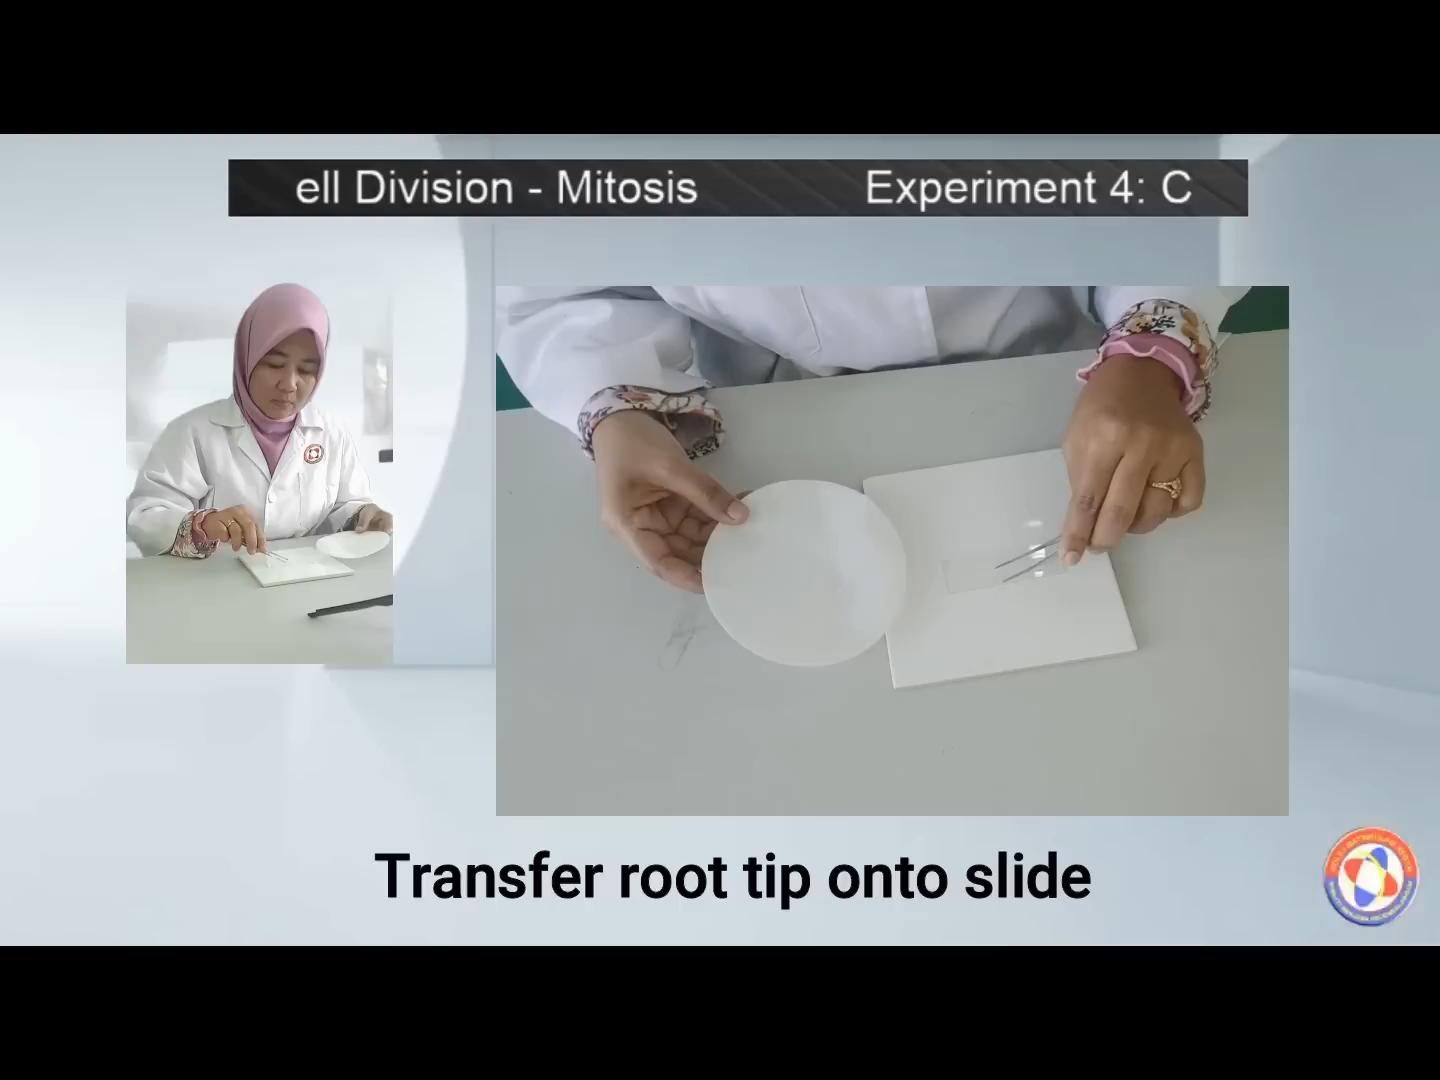 ell Division - Mitosis Experiment 4: C
Transfer root tip onto slide